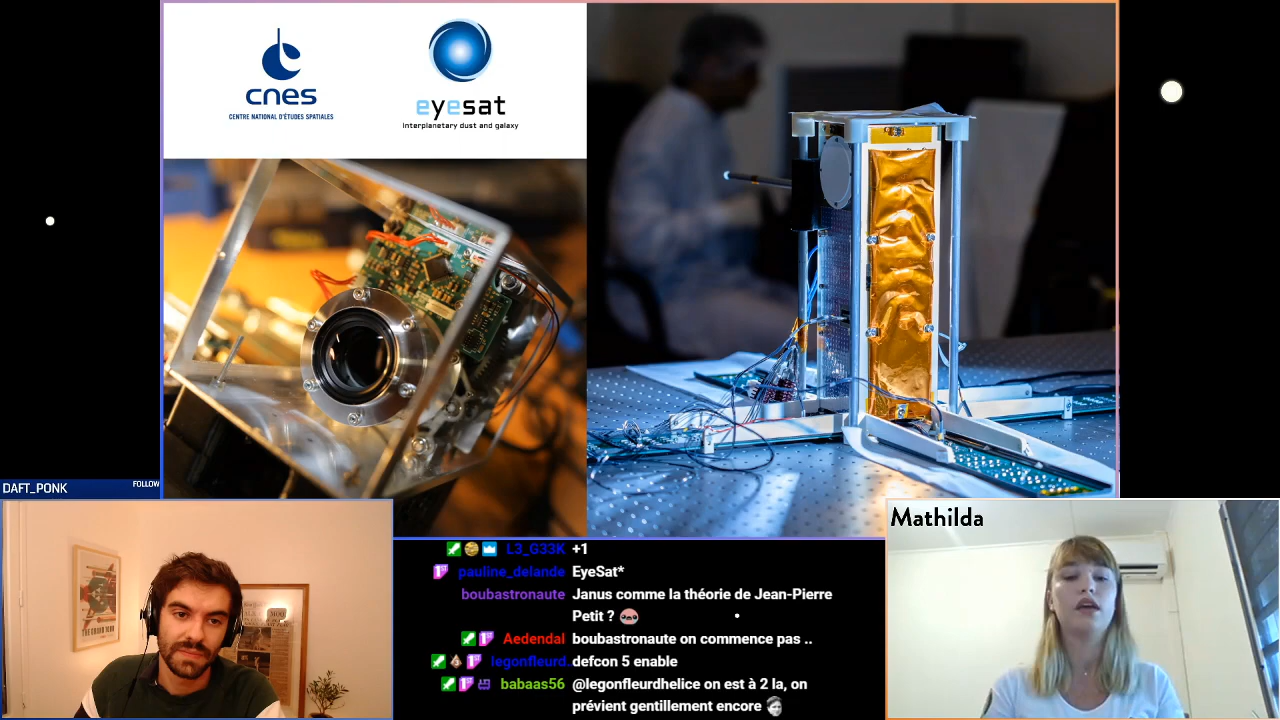 cnes
CENTRE NATIONAL D'ÉTUDES SPATIALES
eyesat
interplanetary dust and galaxy
DAFT_PONK
FOLLOW
Mathilda
L3_G33K +1
pauline_delande EyeSat*
boubastronaute Janus comme la théorie de Jean-Pierre
Petit ?
Aedendal boubastronaute on commence pas ..
legonfleurd. defcon 5 enable
babaas56 @legonfleurdhelice on est à 2 la, on
prévient gentillement encore